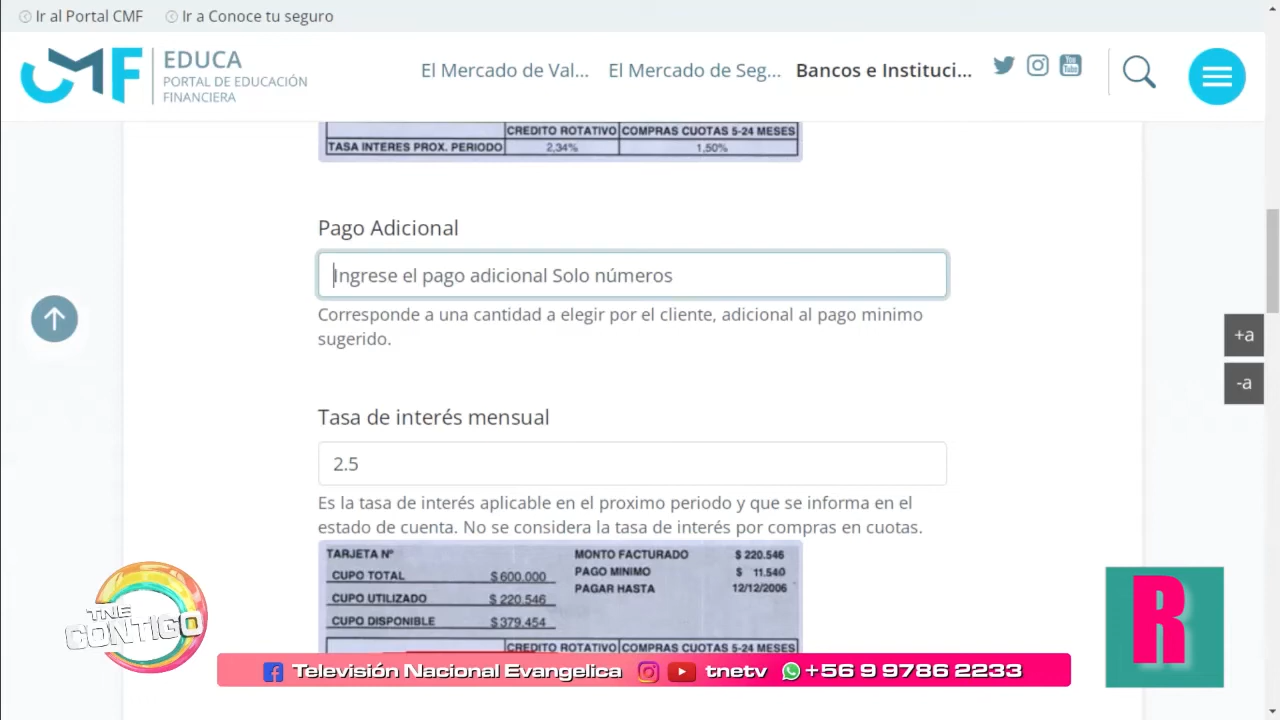 Ir al Portal CMF Ir a Conoce tu seguro
CMF EDUCA
PORTAL DE EDUCACIÓN
FINANCIERA
El Mercado de Val... El Mercado de Seg... Bancos e Instituci...
You
Tube
CREDITO ROTATIVO COMPRAS CUOTAS 5-24 MESES
TASA INTERES PROX. PERIODO 2,34% 1,50%
Pago Adicional
Ingrese el pago adicional Solo números
Corresponde a una cantidad a elegir por el cliente, adicional al pago minimo
sugerido.
+a
-a
Tasa de interés mensual
2.5
Es la tasa de interés aplicable en el proximo periodo y que se informa en el
estado de cuenta. No se considera la tasa de interés por compras en cuotas.
TARJETA Nº MONTO FACTURADO $ 220.546
CUPO TOTAL $ 600.000 PAGO MINIMO $ 11.540
CUPO UTILIZADO $ 220.546 PAGAR HASTA 12/12/2006
CUPO DISPONIBLE $ 379.454
CREDITO ROTATIVO COMPRAS CUOTAS 5-24 MESES
TNE
CONTIGO
R
Televisión Nacional Evangelica tnetv +56 9 9786 2233